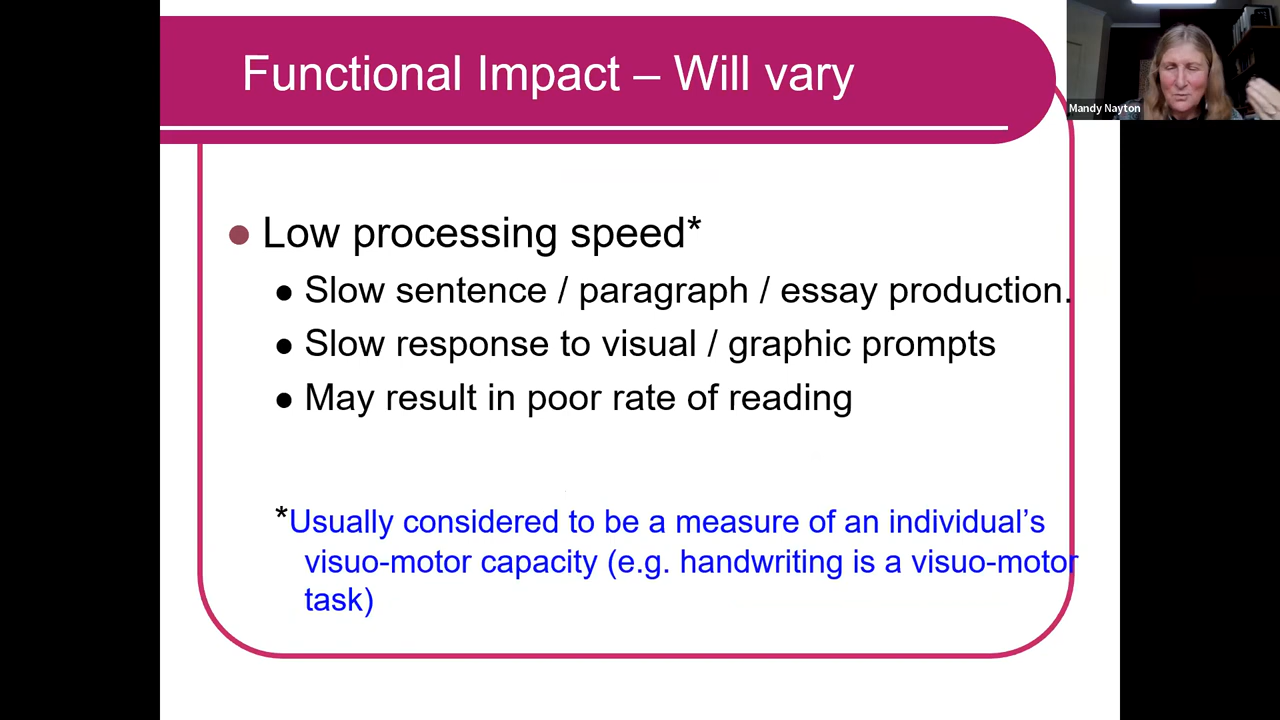 Functional Impact – Will vary
Mandy Nayton
Low processing speed*
Slow sentence / paragraph / essay production.
Slow response to visual / graphic prompts
May result in poor rate of reading
*Usually considered to be a measure of an individual’s
visuo-motor capacity (e.g. handwriting is a visuo-motor
task)